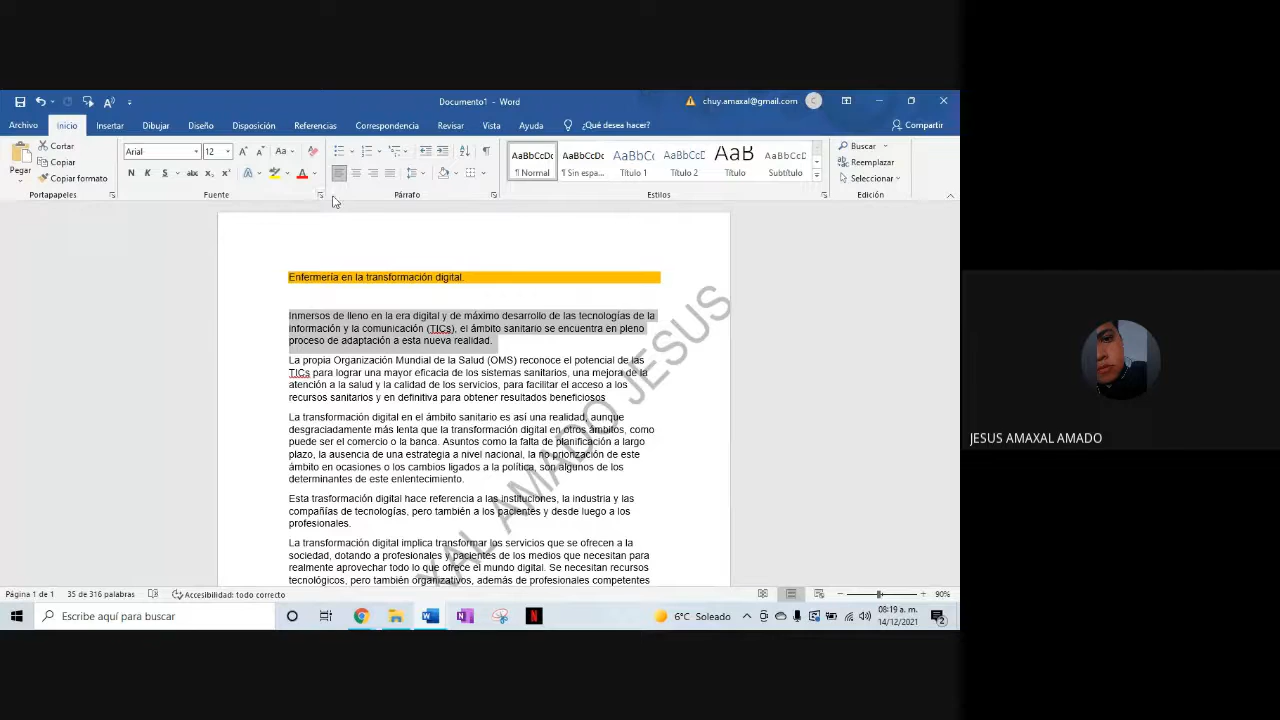 Documento1 - Word
chuy.amaxal@gmail.com
C
Archivo Inicio Insertar Dibujar Diseño Disposición Referencias Correspondencia Revisar Vista Ayuda ¿Qué desea hacer? Compartir
Pegar
Cortar
Copiar
Copiar formato
Portapapeles
Arial 12
N K S abc x₂ x²
Fuente
Párrafo
AaBbCcDc AaBbCcDc AaBbCc AaBbCcD AaB AaBbCcD
¶ Normal ¶ Sin espa... Título 1 Título 2 Título Subtítulo
Estilos
Buscar
Reemplazar
Seleccionar
Edición
Enfermería en la transformación digital.
Inmersos de lleno en la era digital y de máximo desarrollo de las tecnologías de la
información y la comunicación (TICs), el ámbito sanitario se encuentra en pleno
proceso de adaptación a esta nueva realidad.
La propia Organización Mundial de la Salud (OMS) reconoce el potencial de las
TICs para lograr una mayor eficacia de los sistemas sanitarios, una mejora de la
atención a la salud y la calidad de los servicios, para facilitar el acceso a los
recursos sanitarios y en definitiva para obtener resultados beneficiosos
La transformación digital en el ámbito sanitario es así una realidad, aunque
desgraciadamente más lenta que la transformación digital en otros ámbitos, como
puede ser el comercio o la banca. Asuntos como la falta de planificación a largo
plazo, la ausencia de una estrategia a nivel nacional, la no priorización de este
ámbito en ocasiones o los cambios ligados a la política, son algunos de los
determinantes de este enlentecimiento.
Esta trasformación digital hace referencia a las instituciones, la industria y las
compañías de tecnologías, pero también a los pacientes y desde luego a los
profesionales.
La transformación digital implica transformar los servicios que se ofrecen a la
sociedad, dotando a profesionales y pacientes de los medios que necesitan para
realmente aprovechar todo lo que ofrece el mundo digital. Se necesitan recursos
tecnológicos, pero también organizativos, además de profesionales competentes
XAL AMADO JESUS
JESUS AMAXAL AMADO
Página 1 de 1 35 de 316 palabras Accesibilidad: todo correcto 90%
Escribe aquí para buscar
6°C Soleado
08:19 a. m.
14/12/2021
2